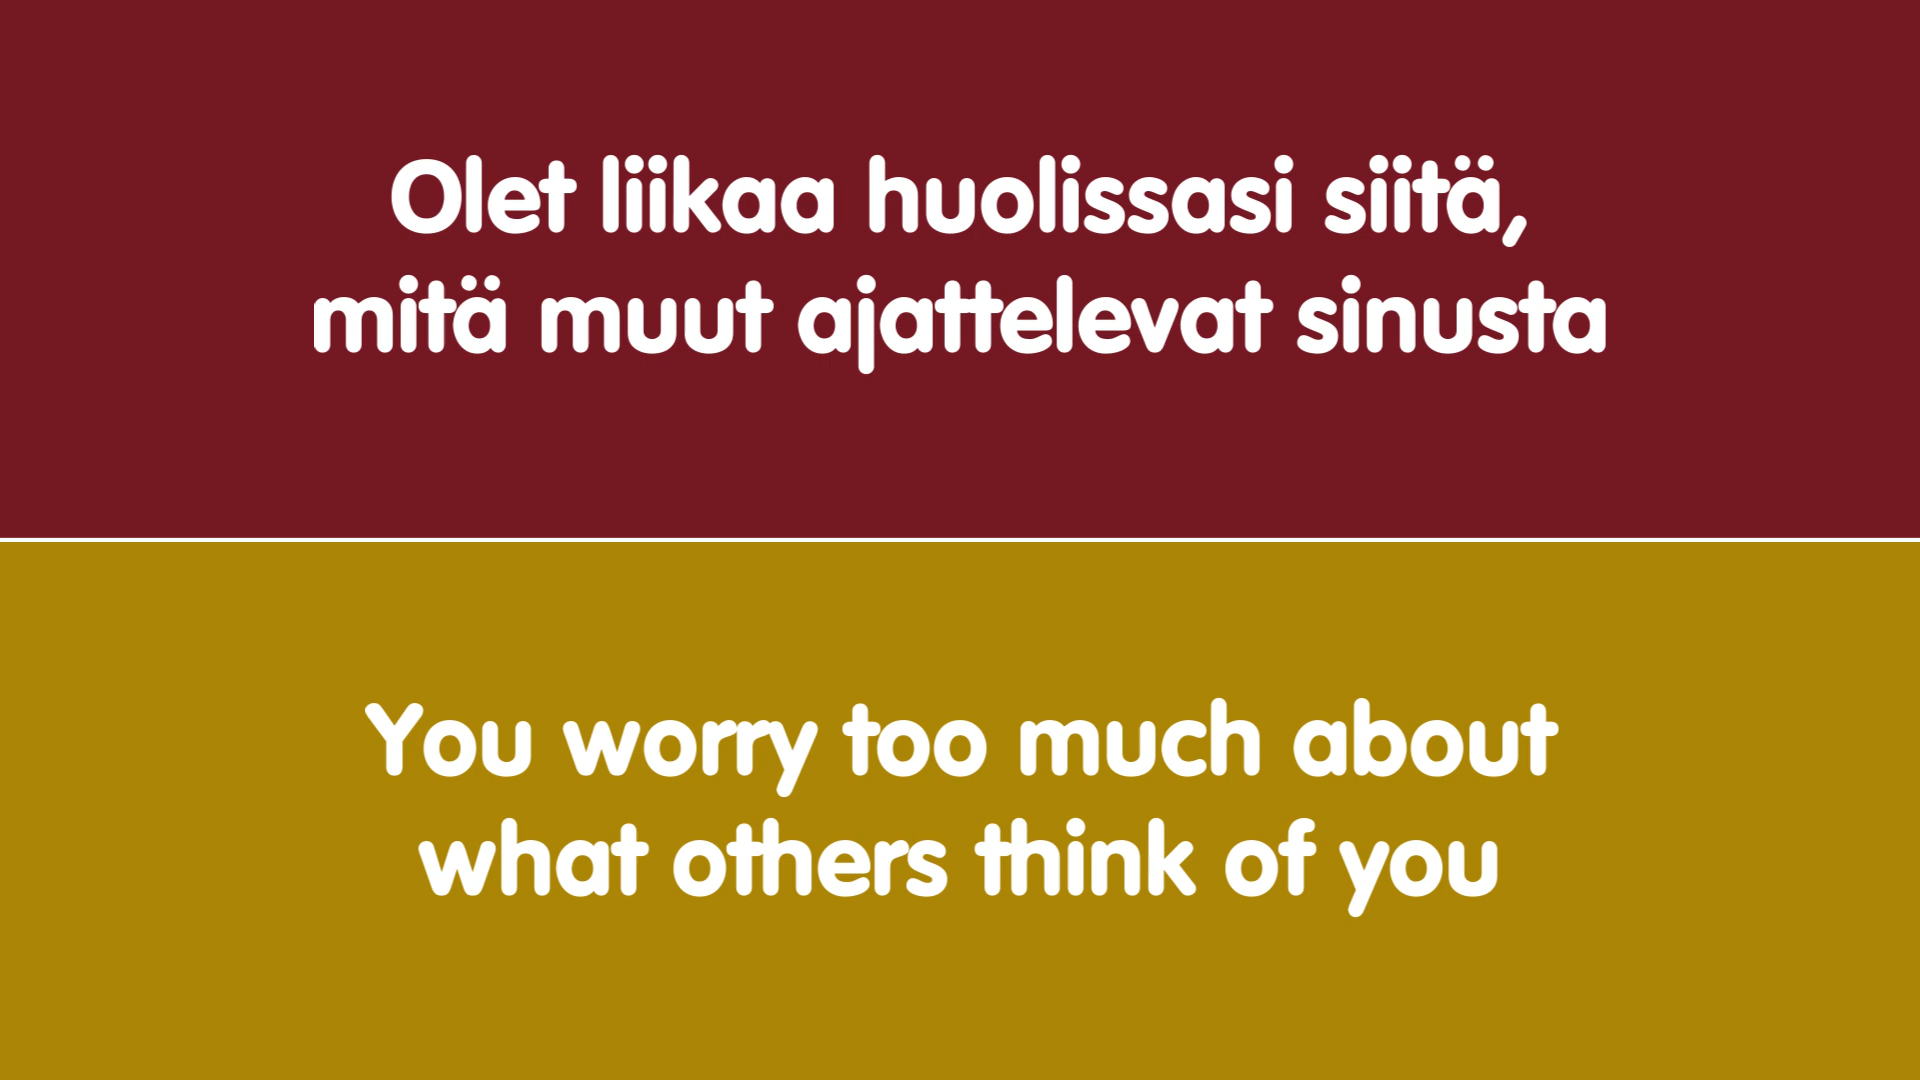 Olet liikaa huolissasi siitä,
mitä muut ajattelevat sinusta
You worry too much about
what others think of you